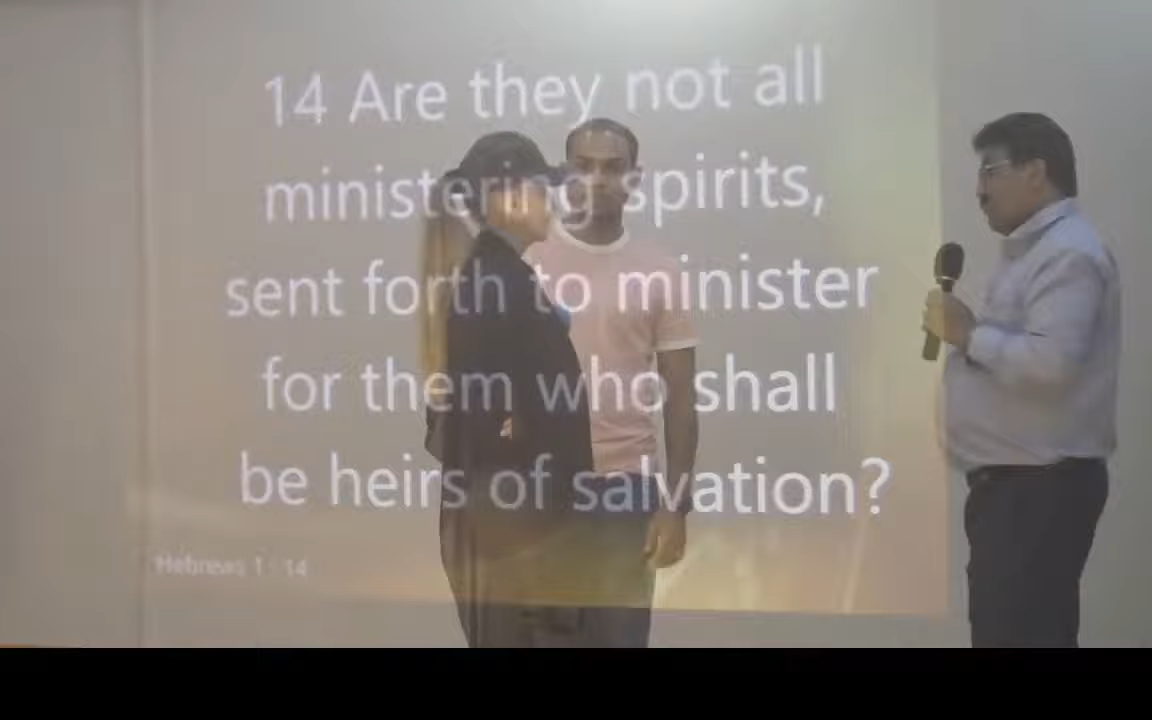 14 Are they not all
ministering spirits,
sent forth to minister
for them who shall
be heirs of salvation?
Hebrews 1 : 14